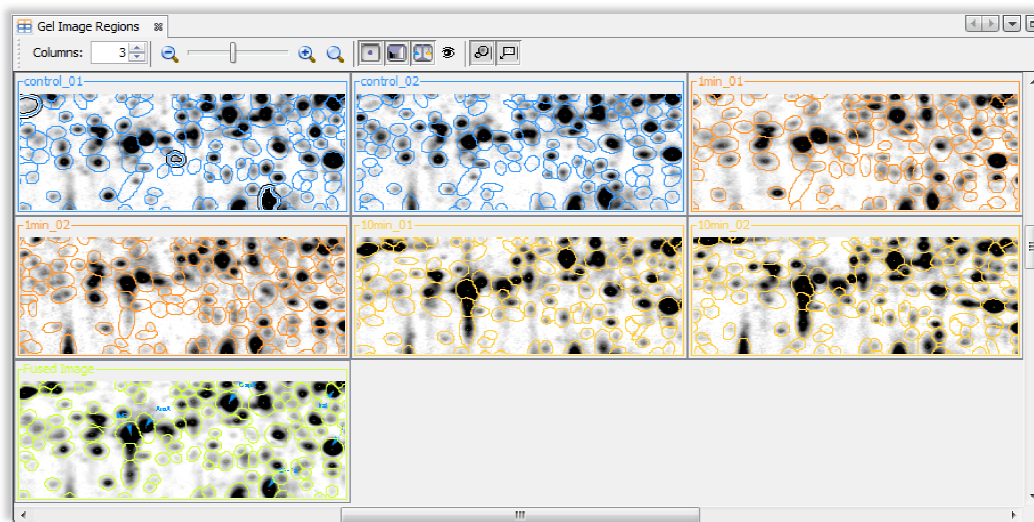 Gel Image Regions
Columns: 3
control_01
control_02
1min_01
1min_02
10min_01
10min_02
Fused Image